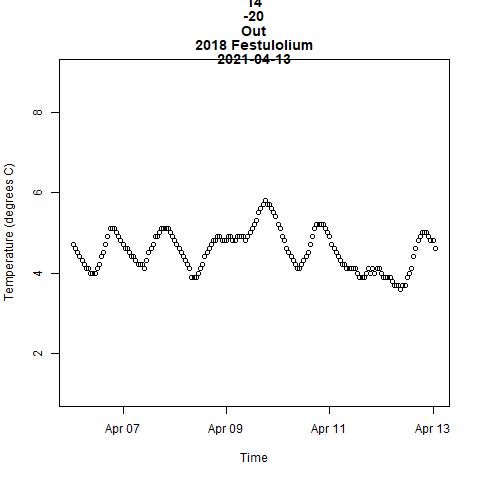 14
-20
Out
2018 Festulolium
2021-04-13
Temperature (degrees C)
8
6
4
2
Apr 07
Apr 09
Apr 11
Apr 13
Time